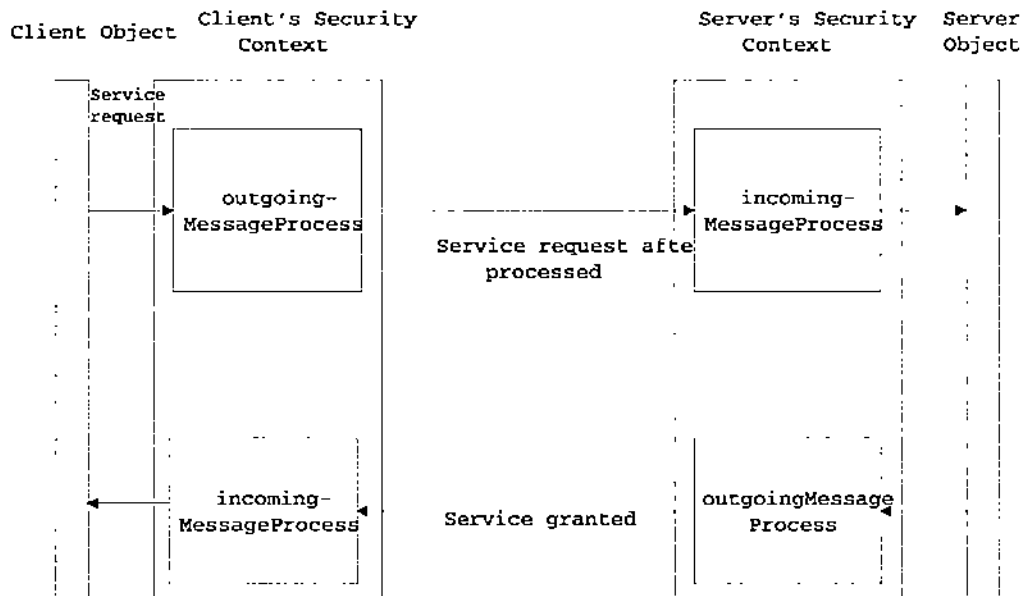 Client Object
Client's Security
Context
Server's Security
Context
Server
Object
Service
request
outgoing-
MessageProcess
Service request afte
processed
incoming-
MessageProcess
incoming-
MessageProcess
Service granted
outgoingMessage
Process